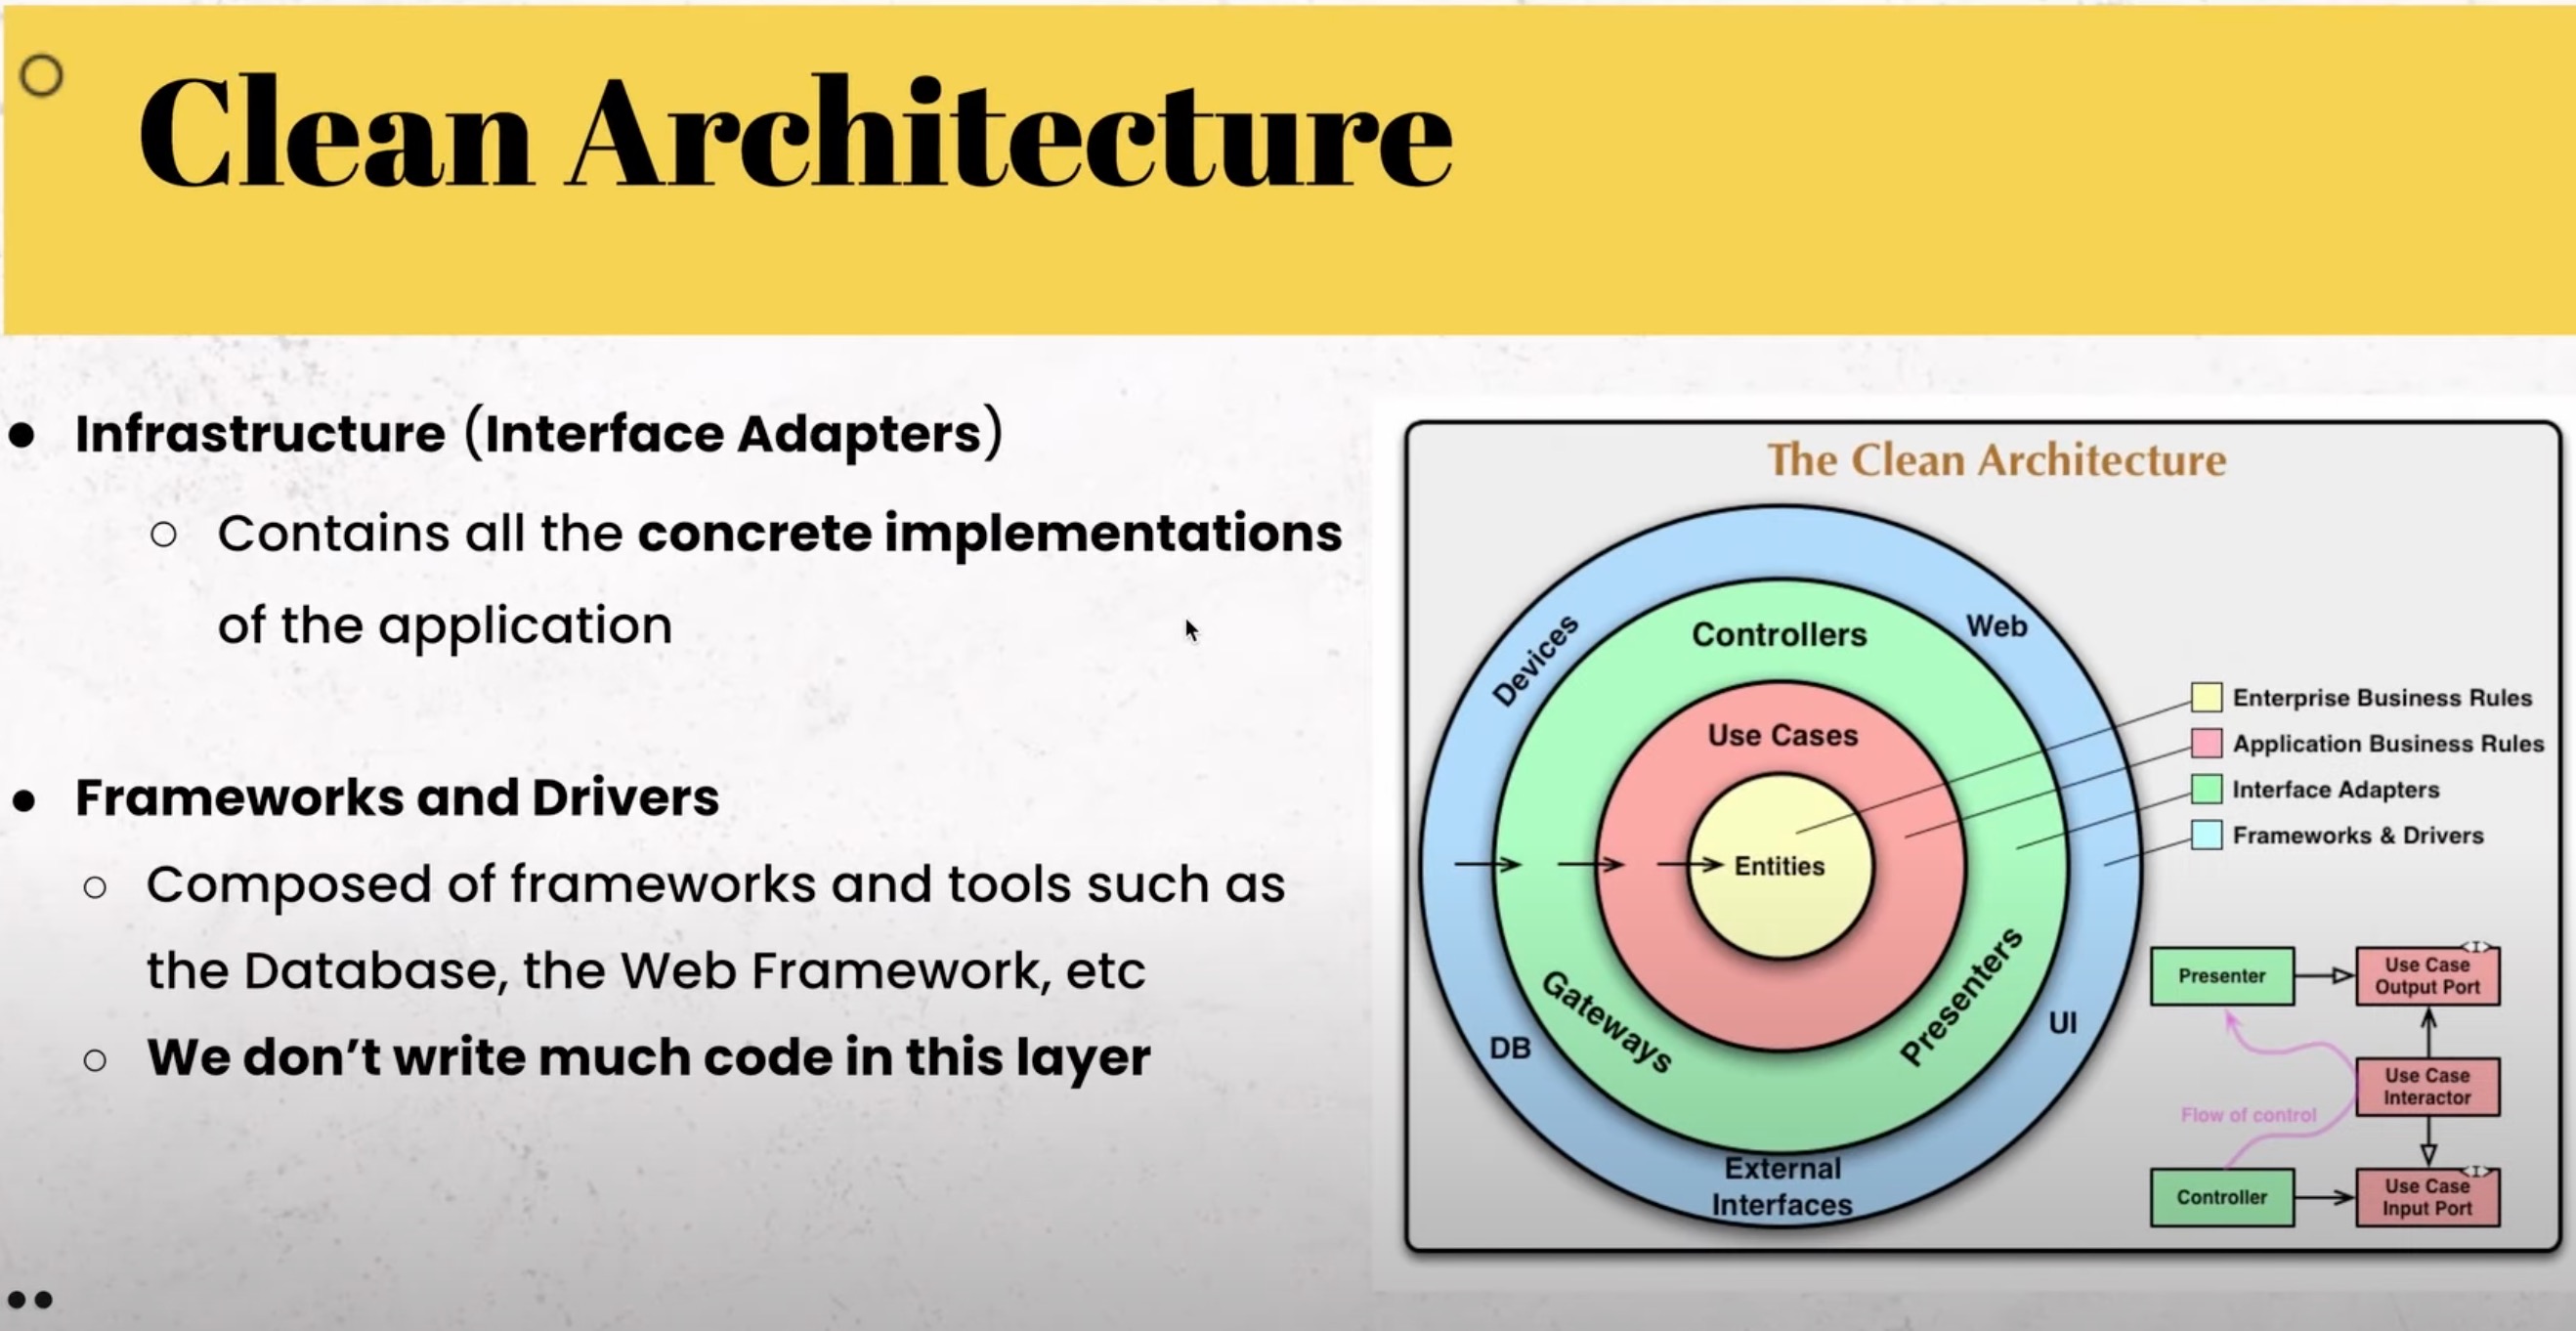 Clean Architecture
● Infrastructure (Interface Adapters)
○ Contains all the concrete implementations
of the application
● Frameworks and Drivers
○ Composed of frameworks and tools such as
the Database, the Web Framework, etc
○ We don’t write much code in this layer
The Clean Architecture
Devices
Web
Controllers
Use Cases
Entities
Gateways
Presenters
DB
UI
External
Interfaces
Enterprise Business Rules
Application Business Rules
Interface Adapters
Frameworks & Drivers
Presenter
<I>
Use Case
Output Port
Use Case
Interactor
Flow of control
Controller
<I>
Use Case
Input Port